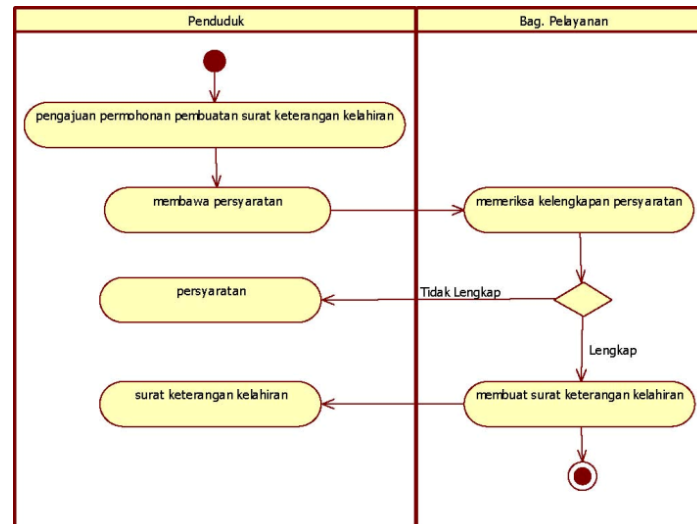 Penduduk
Bag. Pelayanan
pengajuan permohonan pembuatan surat keterangan kelahiran
membawa persyaratan
memeriksa kelengkapan persyaratan
persyaratan
Tidak Lengkap
Lengkap
surat keterangan kelahiran
membuat surat keterangan kelahiran